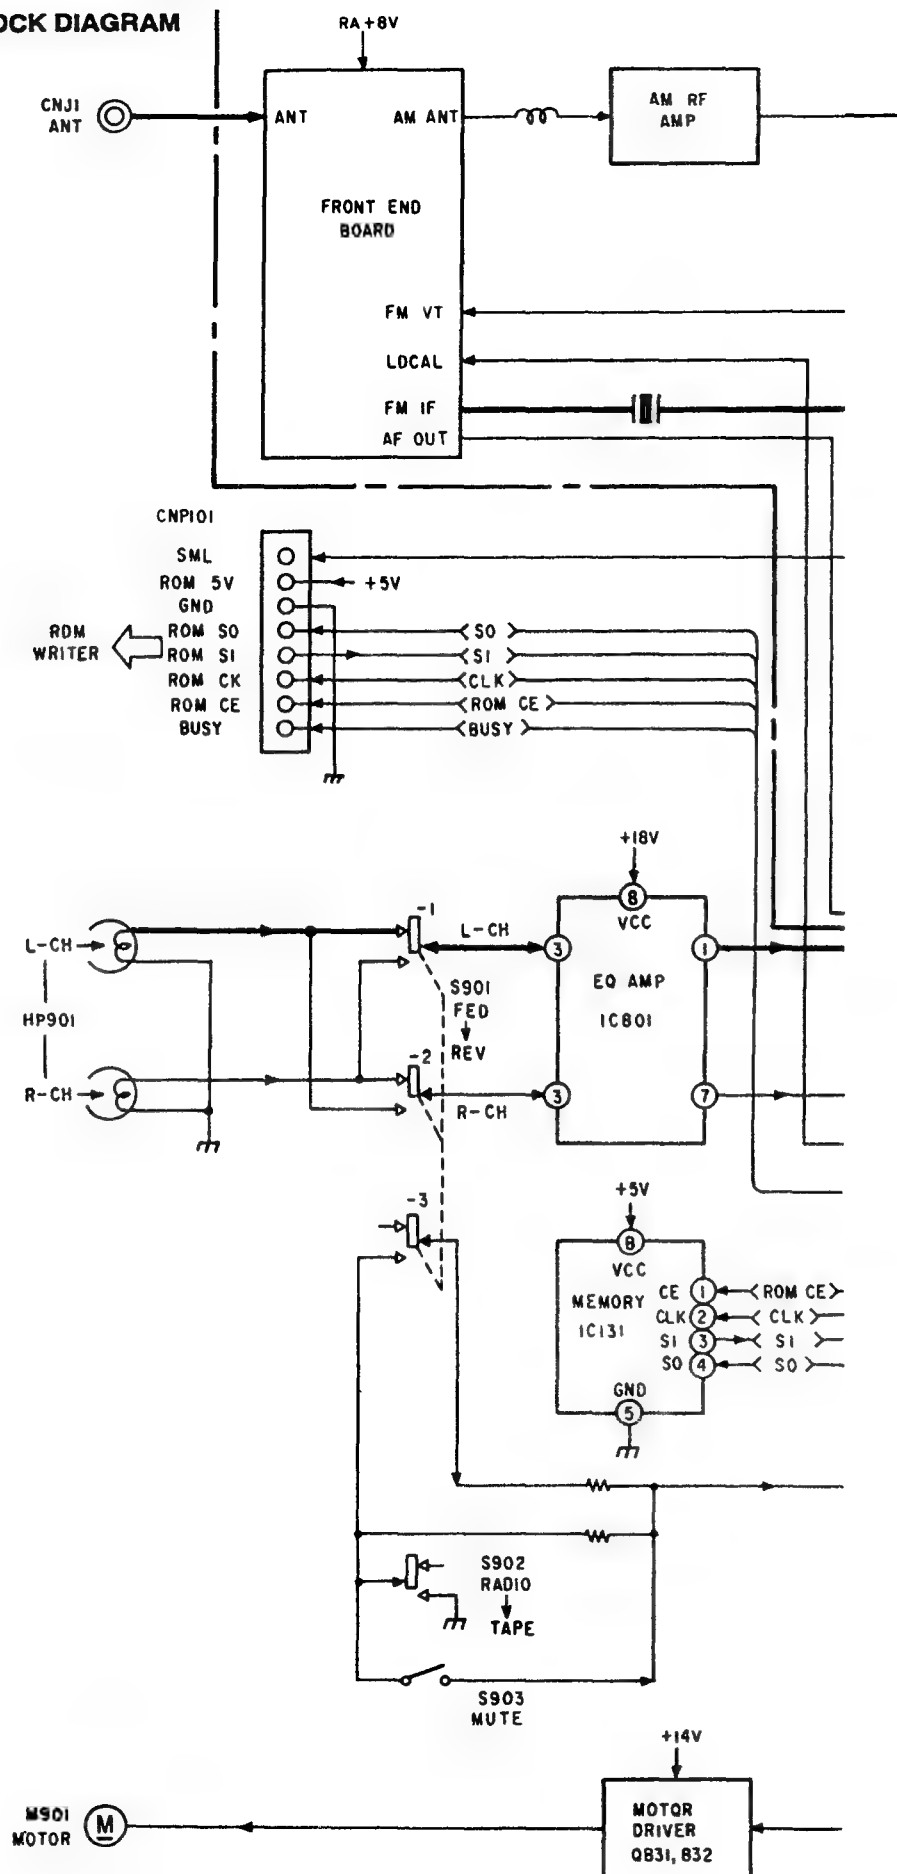 OCK DIAGRAM
RA+8V
CNJ1
ANT
ANT
AM ANT
AM RF
AMP
FRONT END
BOARD
FM VT
LOCAL
FM IF
AF OUT
CNP101
SML
ROM 5V
+5V
GND
ROM SO
SO
ROM WRITER
ROM SI
SI
ROM CK
CLK
ROM CE
ROM CE
BUSY
BUSY
+18V
8
VCC
-1
L-CH
L-CH
3
1
EQ AMP
IC801
S901
FED
REV
HP901
-2
R-CH
R-CH
3
7
-3
+5V
8
VCC
MEMORY
IC131
CE
1
ROM CE
CLK
2
CLK
SI
3
SI
SO
4
SO
GND
5
S902
RADIO
TAPE
S903
MUTE
+14V
M901
MOTOR
M
MOTOR
DRIVER
Q831, 832